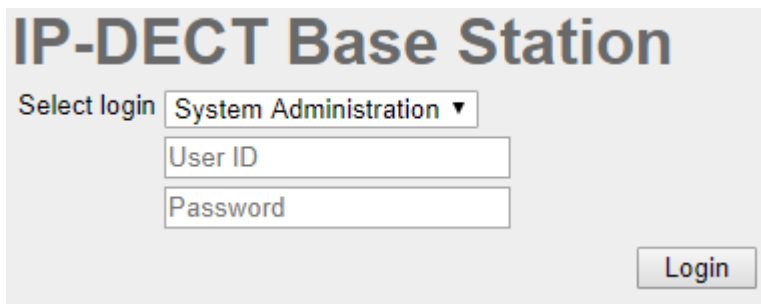 IP-DECT Base Station
Select login System Administration
User ID
Password
Login